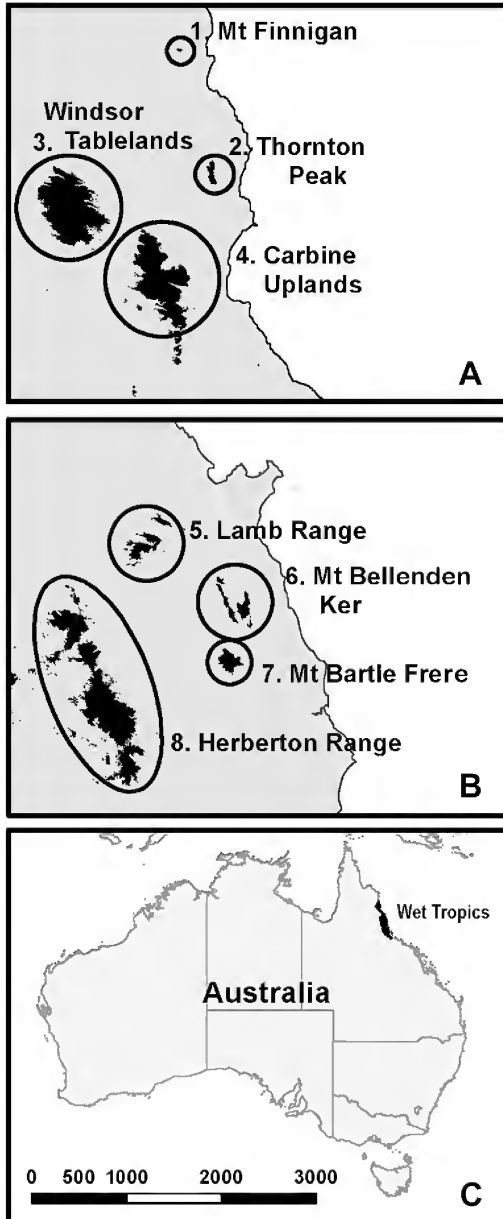 1. Mt Finnigan
Windsor
3. Tablelands
2. Thornton
Peak
4. Carbine
Uplands
A
5. Lamb Range
6. Mt Bellenden
Ker
7. Mt Bartle Frere
8. Herberton Range
B
Wet Tropics
Australia
0 500 1000 2000 3000
C